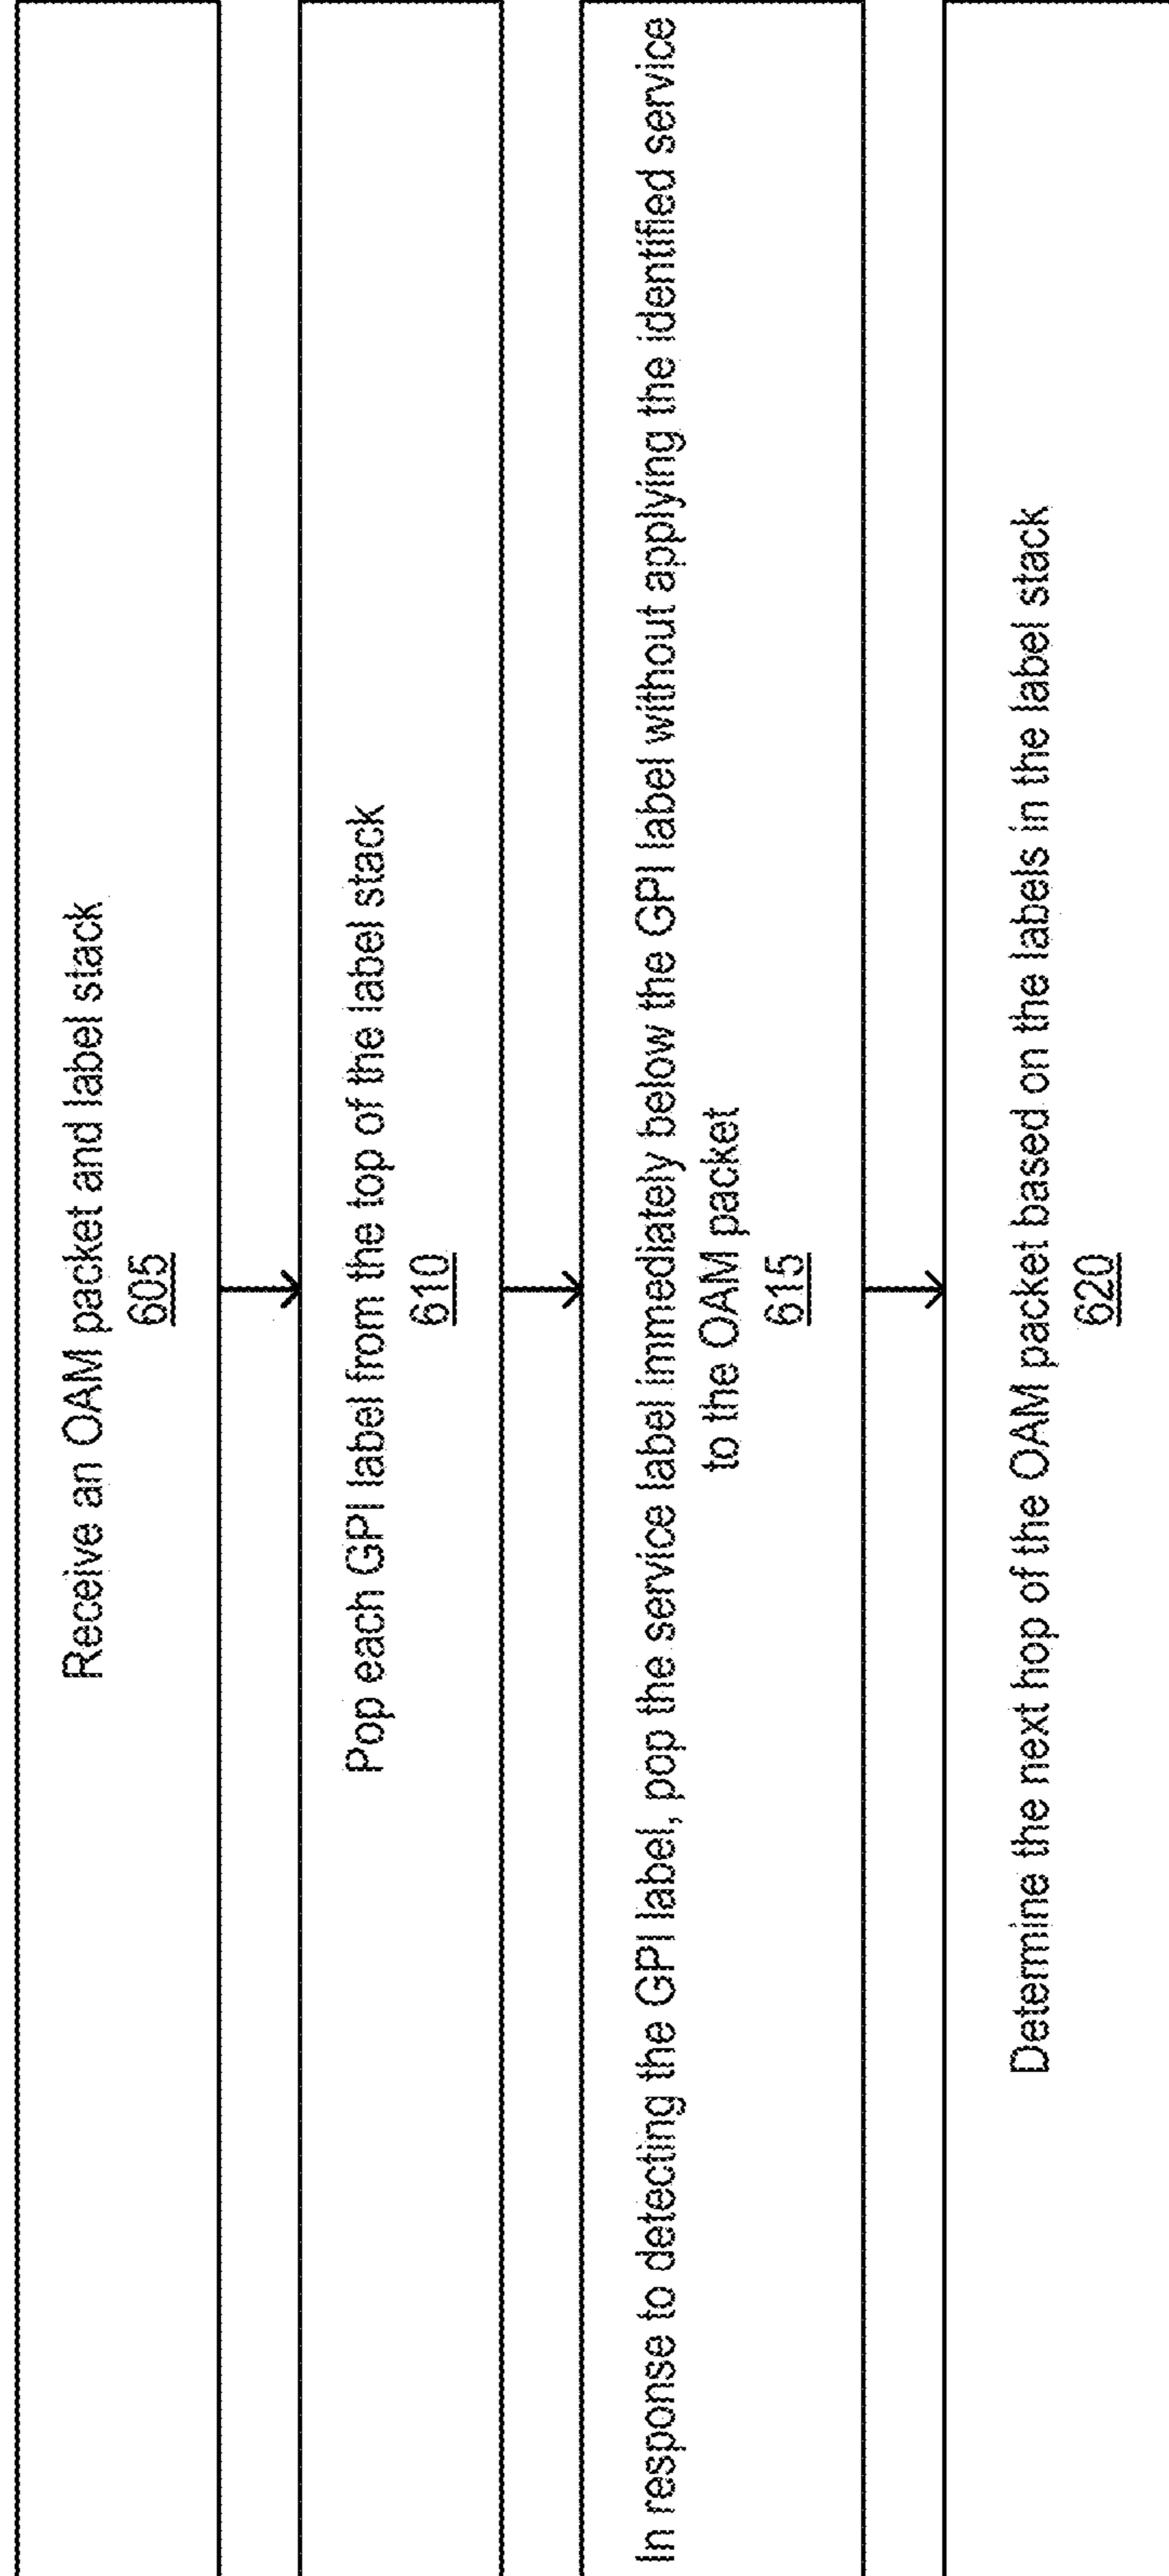 Receive an OAM packet and label stack
605
Pop each GPI label from the top of the label stack
610
In response to detecting the GPI label, pop the service label immediately below the GPI label without applying the identified service
to the OAM packet
615
Determine the next hop of the OAM packet based on the labels in the label stack
620